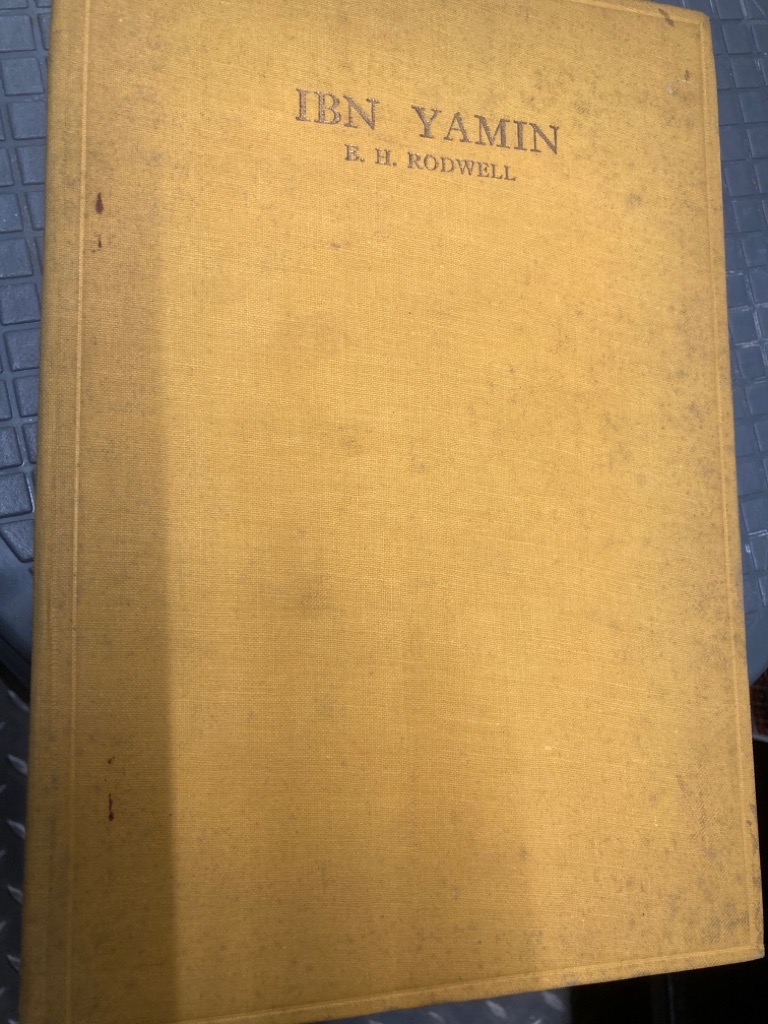 IBN YAMIN
E. H. RODWELL